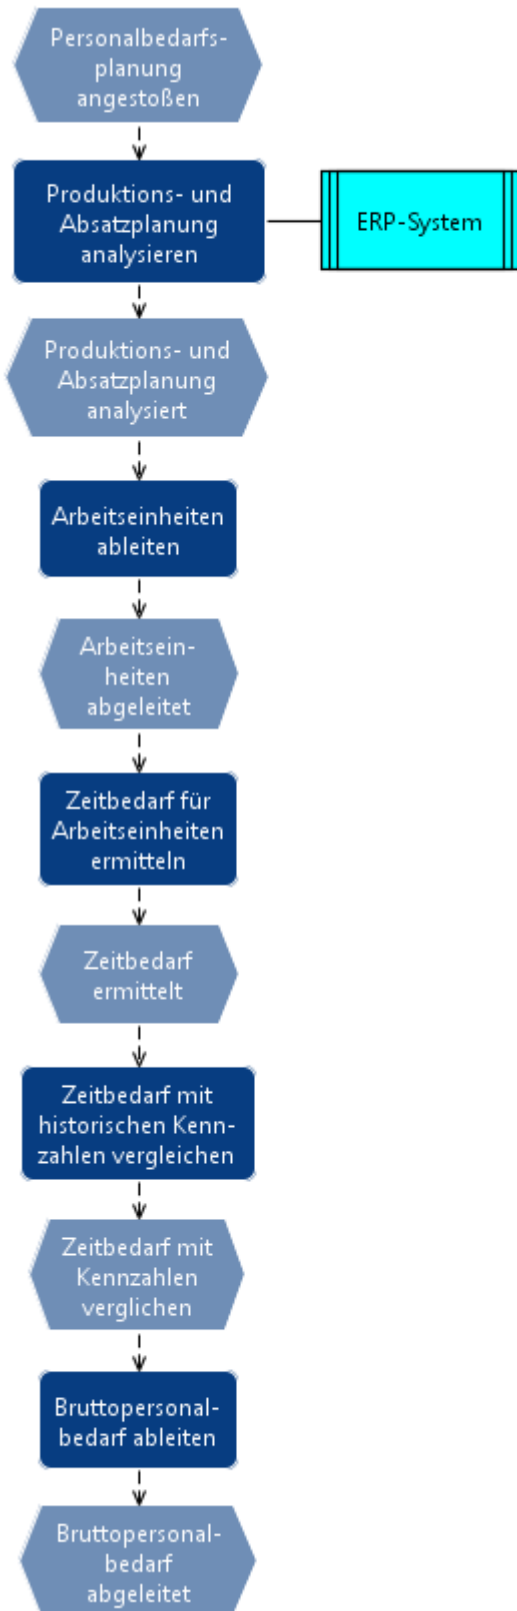 Personalbedarfs-
planung
angestoßen
Produktions- und
Absatzplanung
analysieren
ERP-System
Produktions- und
Absatzplanung
analysiert
Arbeitseinheiten
ableiten
Arbeitsein-
heiten
abgeleitet
Zeitbedarf für
Arbeitseinheiten
ermitteln
Zeitbedarf
ermittelt
Zeitbedarf mit
historischen Kenn-
zahlen vergleichen
Zeitbedarf mit
Kennzahlen
verglichen
Bruttopersonal-
bedarf ableiten
Bruttopersonal-
bedarf
abgeleitet